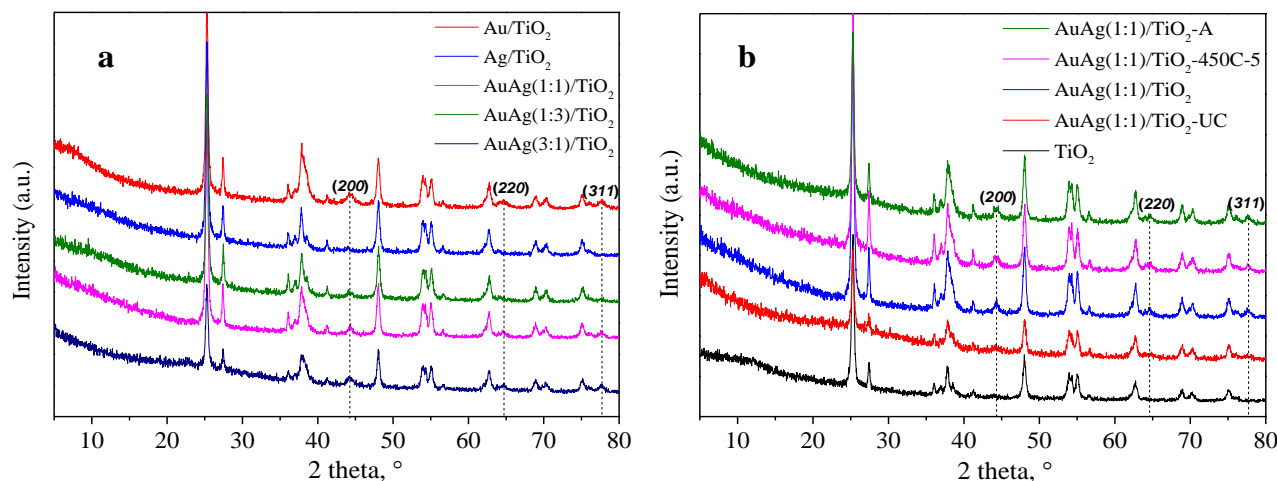 a
Au/TiO₂
Ag/TiO₂
AuAg(1:1)/TiO₂
AuAg(1:3)/TiO₂
AuAg(3:1)/TiO₂
(200)
(220)
(311)
Intensity (a.u.)
10 20 30 40 50 60 70 80
2 theta, °
b
AuAg(1:1)/TiO₂-A
AuAg(1:1)/TiO₂-450C-5
AuAg(1:1)/TiO₂
AuAg(1:1)/TiO₂-UC
TiO₂
(200)
(220)
(311)
Intensity (a.u.)
10 20 30 40 50 60 70 80
2 theta, °